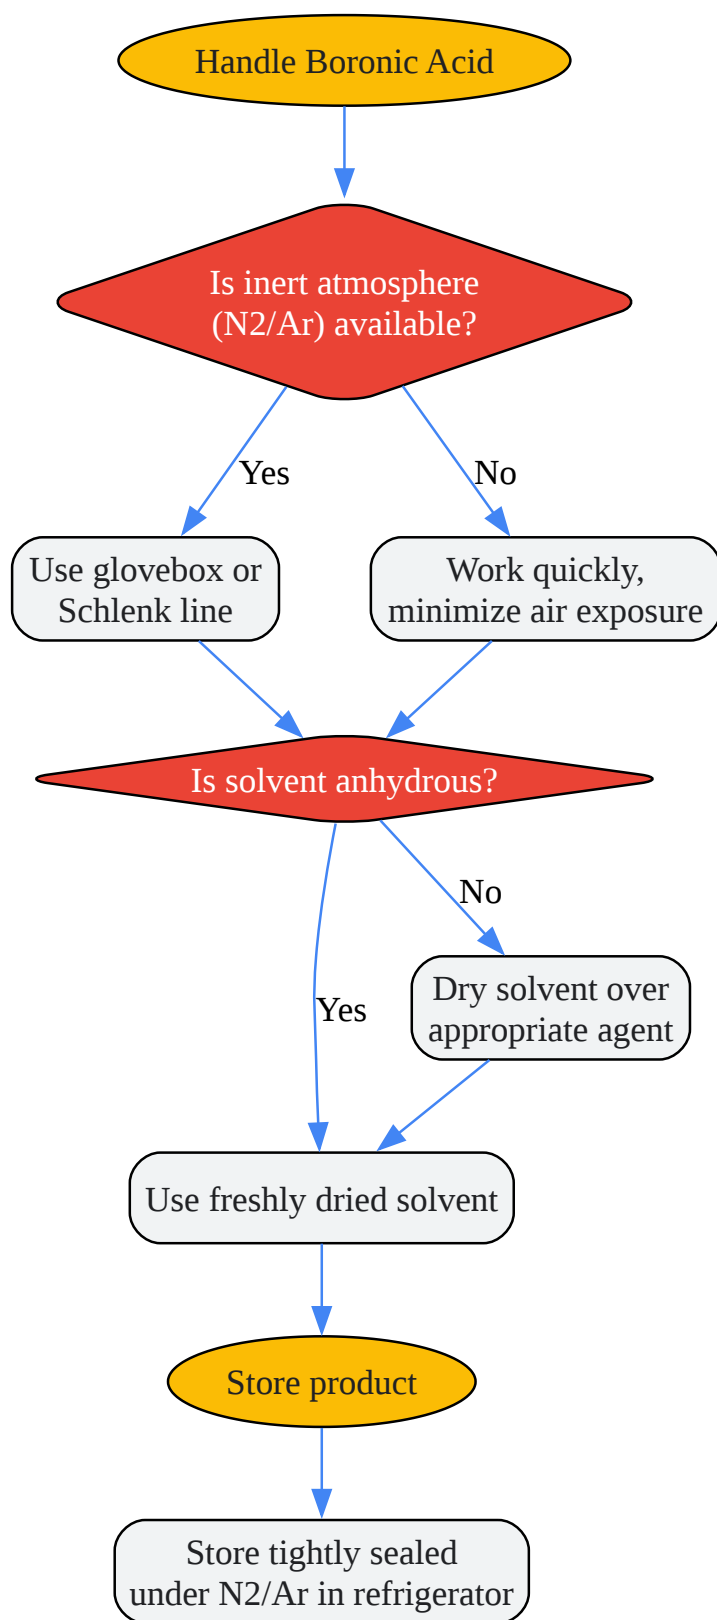 Handle Boronic Acid
Is inert atmosphere
(N2/Ar) available?
Yes
No
Use glovebox or
Schlenk line
Work quickly,
minimize air exposure
Is solvent anhydrous?
No
Dry solvent over
appropriate agent
Yes
Use freshly dried solvent
Store product
Store tightly sealed
under N2/Ar in refrigerator